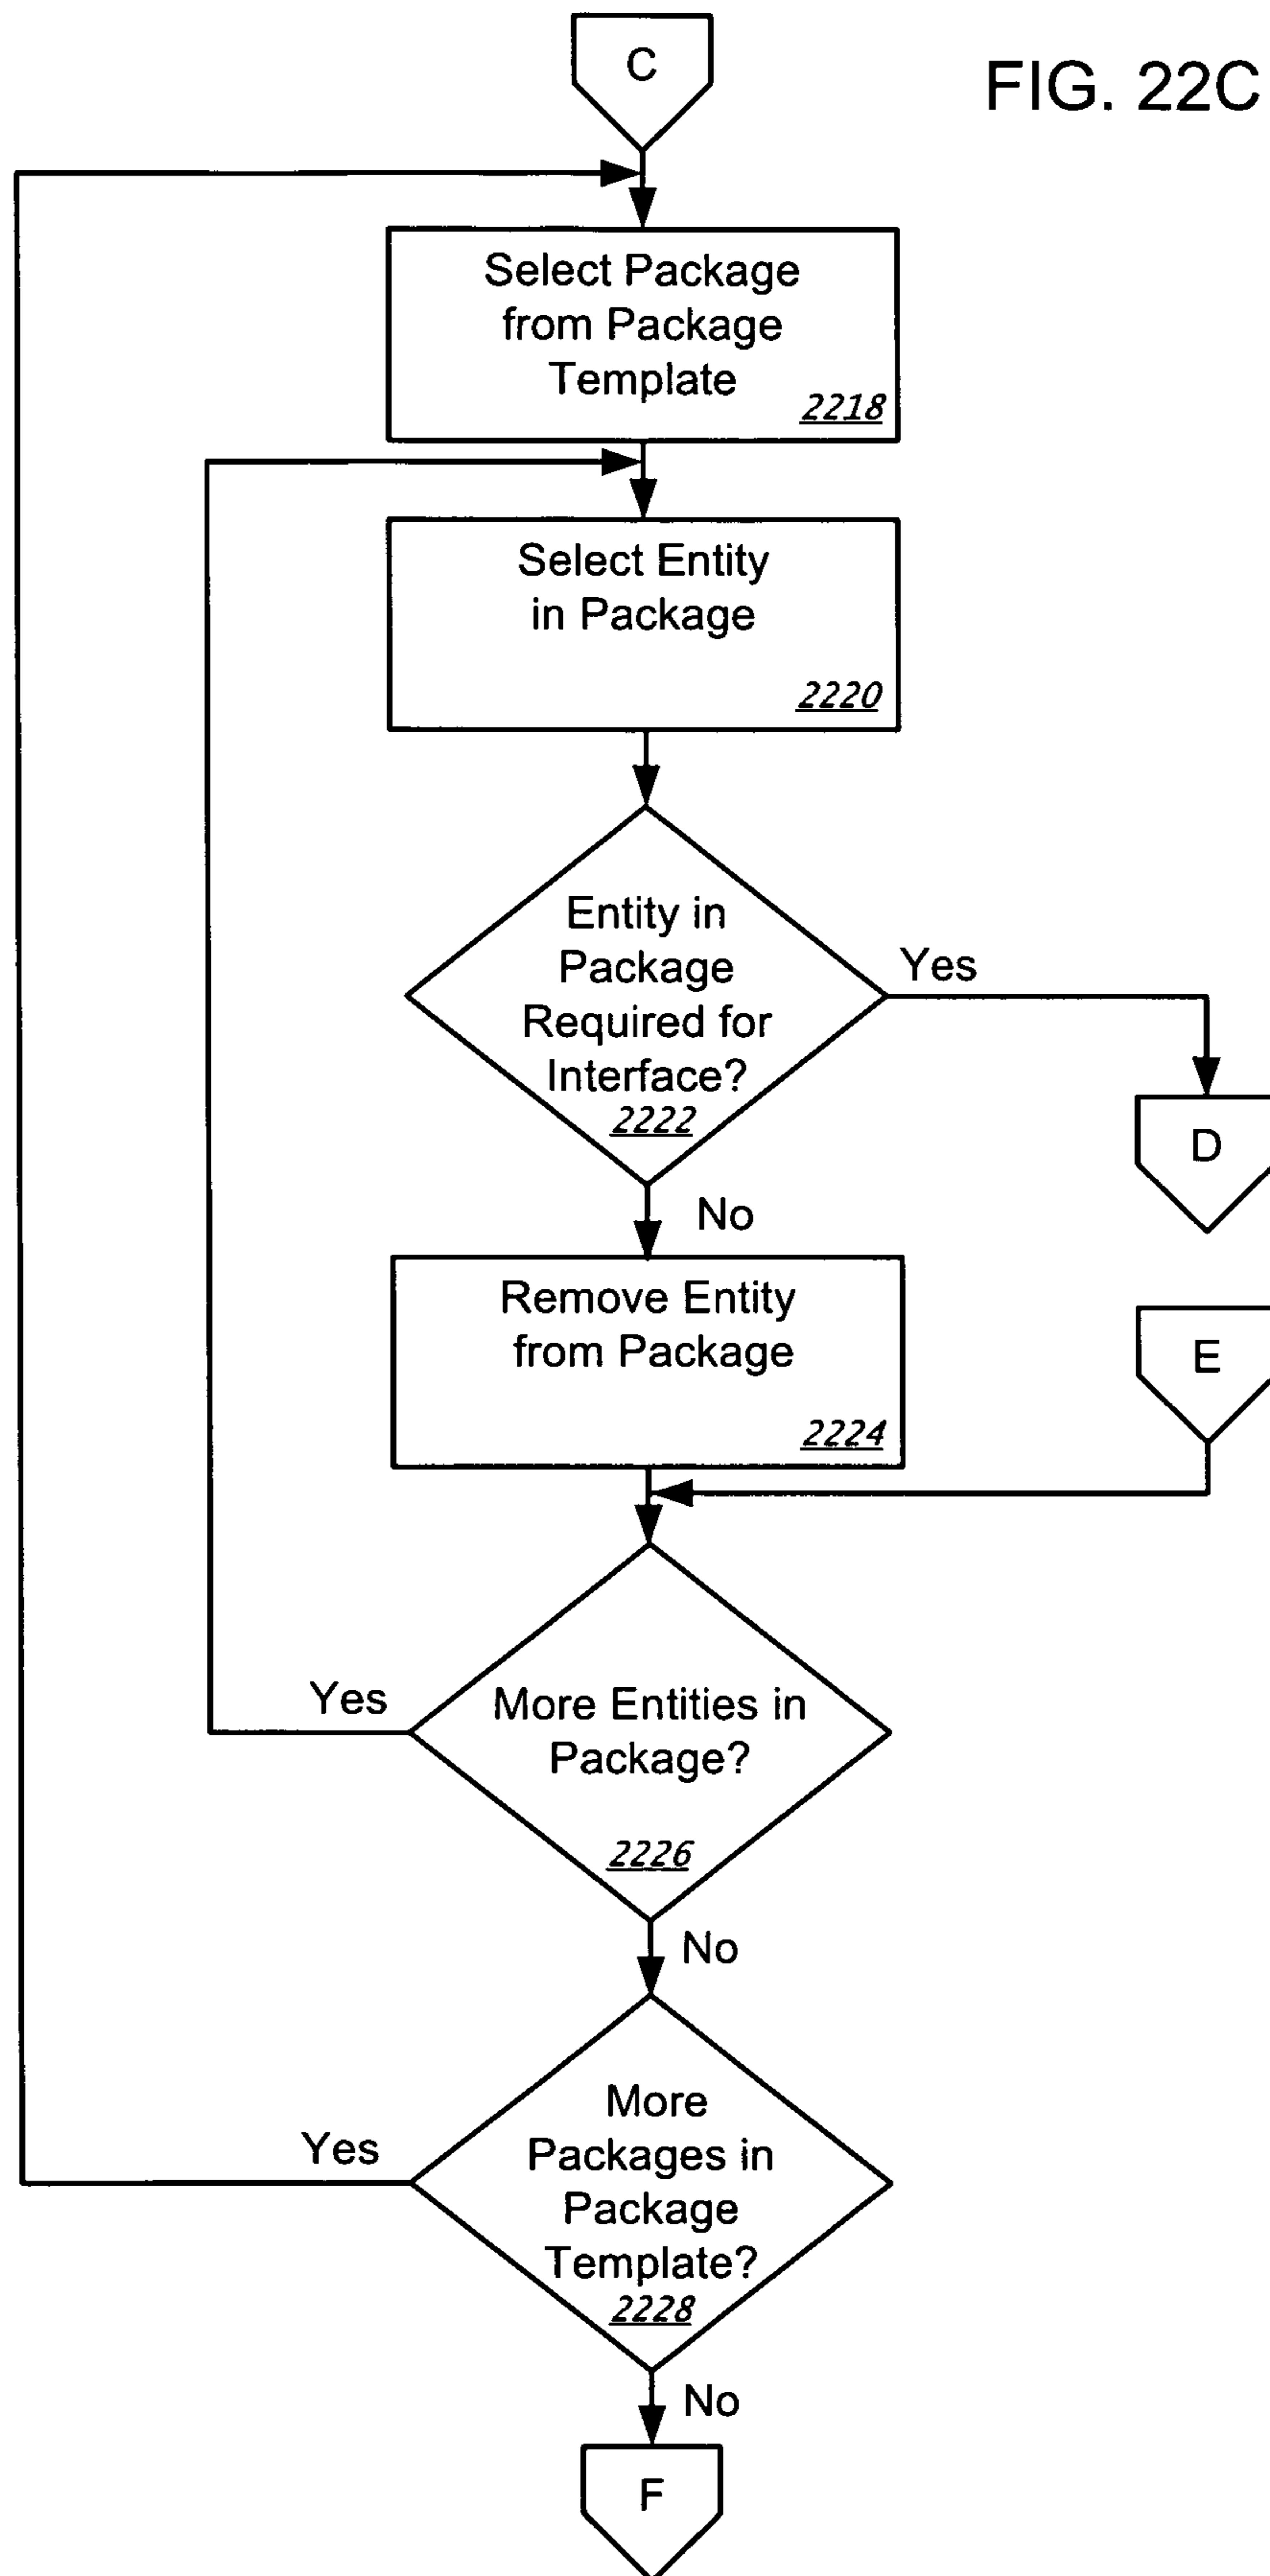 C
FIG. 22C
Select Package
from Package
Template
2218
Select Entity
in Package
2220
Entity in
Package
Required for
Interface?
2222
Yes
D
No
Remove Entity
from Package
2224
E
More Entities in
Package?
2226
Yes
No
More
Packages in
Package
Template?
2228
Yes
No
F